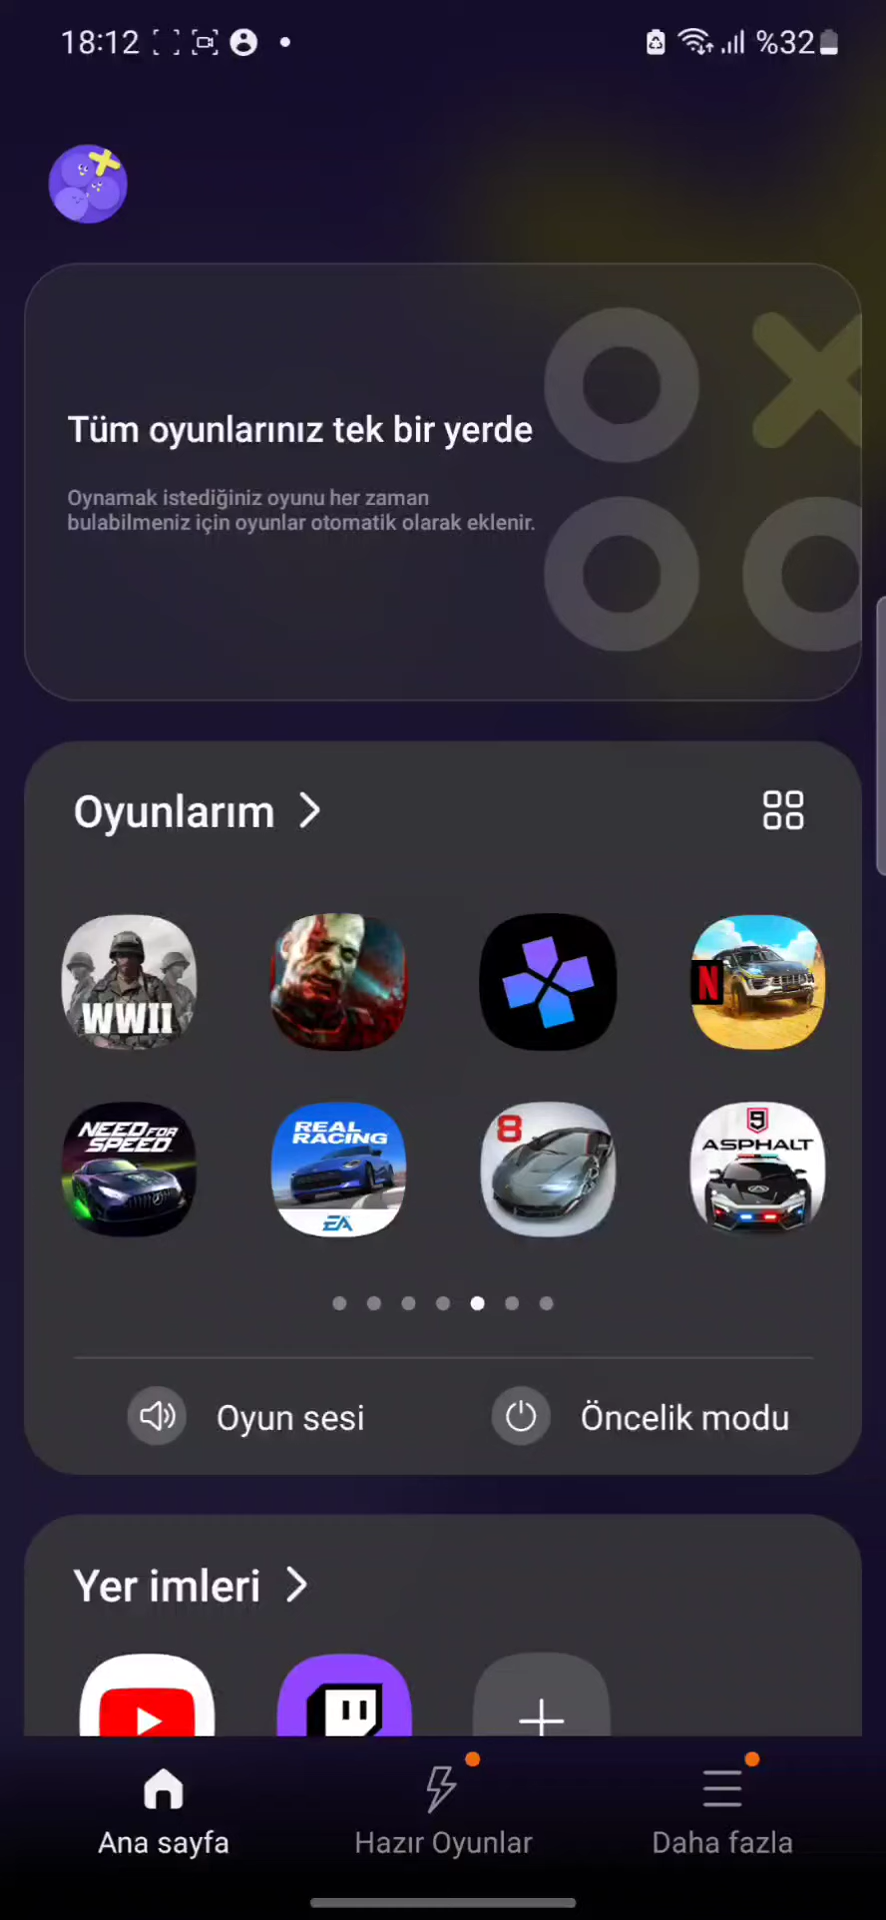 18:12
%32
Tüm oyunlarınız tek bir yerde
Oynamak istediğiniz oyunu her zaman
bulabilmeniz için oyunlar otomatik olarak eklenir.
Oyunlarım
WWII
N
NEED FOR
SPEED
REAL
RACING
EA
8
9
ASPHALT
Oyun sesi
Öncelik modu
Yer imleri
Ana sayfa
Hazır Oyunlar
Daha fazla